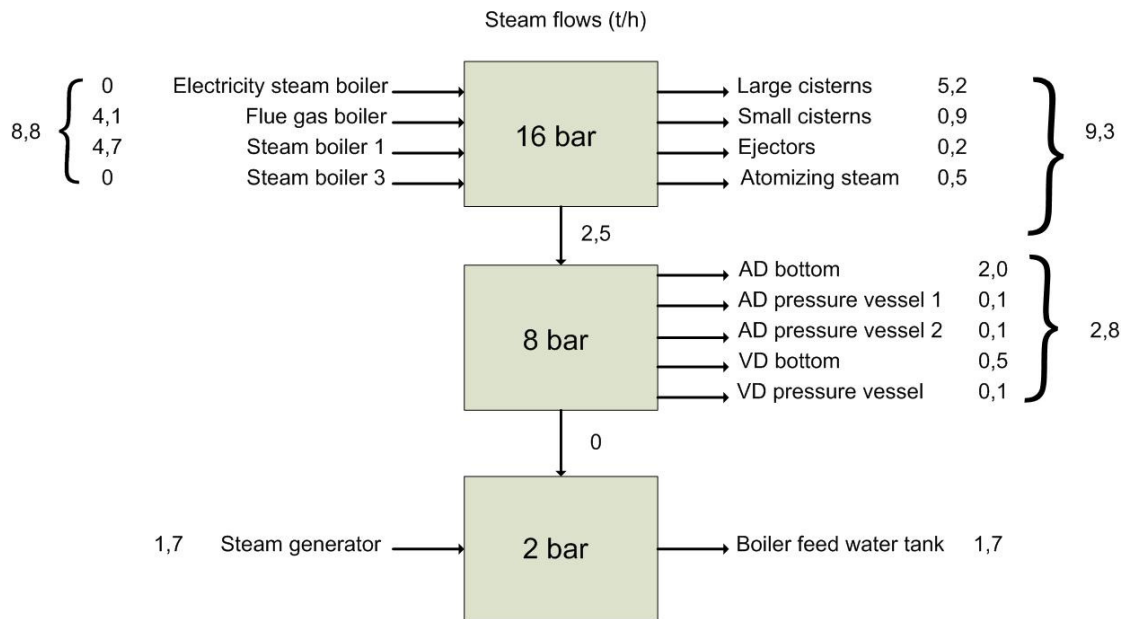 Steam flows (t/h)
8,8
0 Electricity steam boiler
4,1 Flue gas boiler
4,7 Steam boiler 1
0 Steam boiler 3
16 bar
Large cisterns 5,2
Small cisterns 0,9
Ejectors 0,2
Atomizing steam 0,5
9,3
2,5
8 bar
AD bottom 2,0
AD pressure vessel 1 0,1
AD pressure vessel 2 0,1
VD bottom 0,5
VD pressure vessel 0,1
2,8
0
1,7 Steam generator
2 bar
Boiler feed water tank 1,7